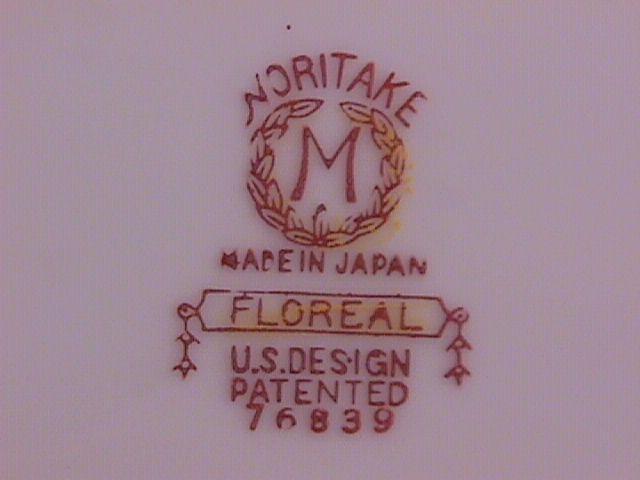 NORITAKE
M
MADE IN JAPAN
FLOREAL
U.S.DESIGN
PATENTED
76839